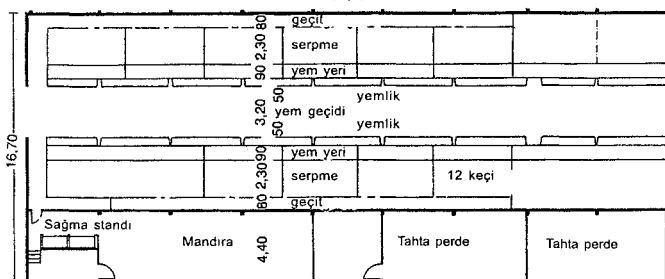 80 geçit
2,30 serpme
90 yem yeri
50 yemlik
16,70
3,20 yem geçidi
50 yemlik
90 yem yeri
2,30 serpme 12 keçi
80 geçit
Sağma standı
Mandıra 4,40 Tahta perde Tahta perde